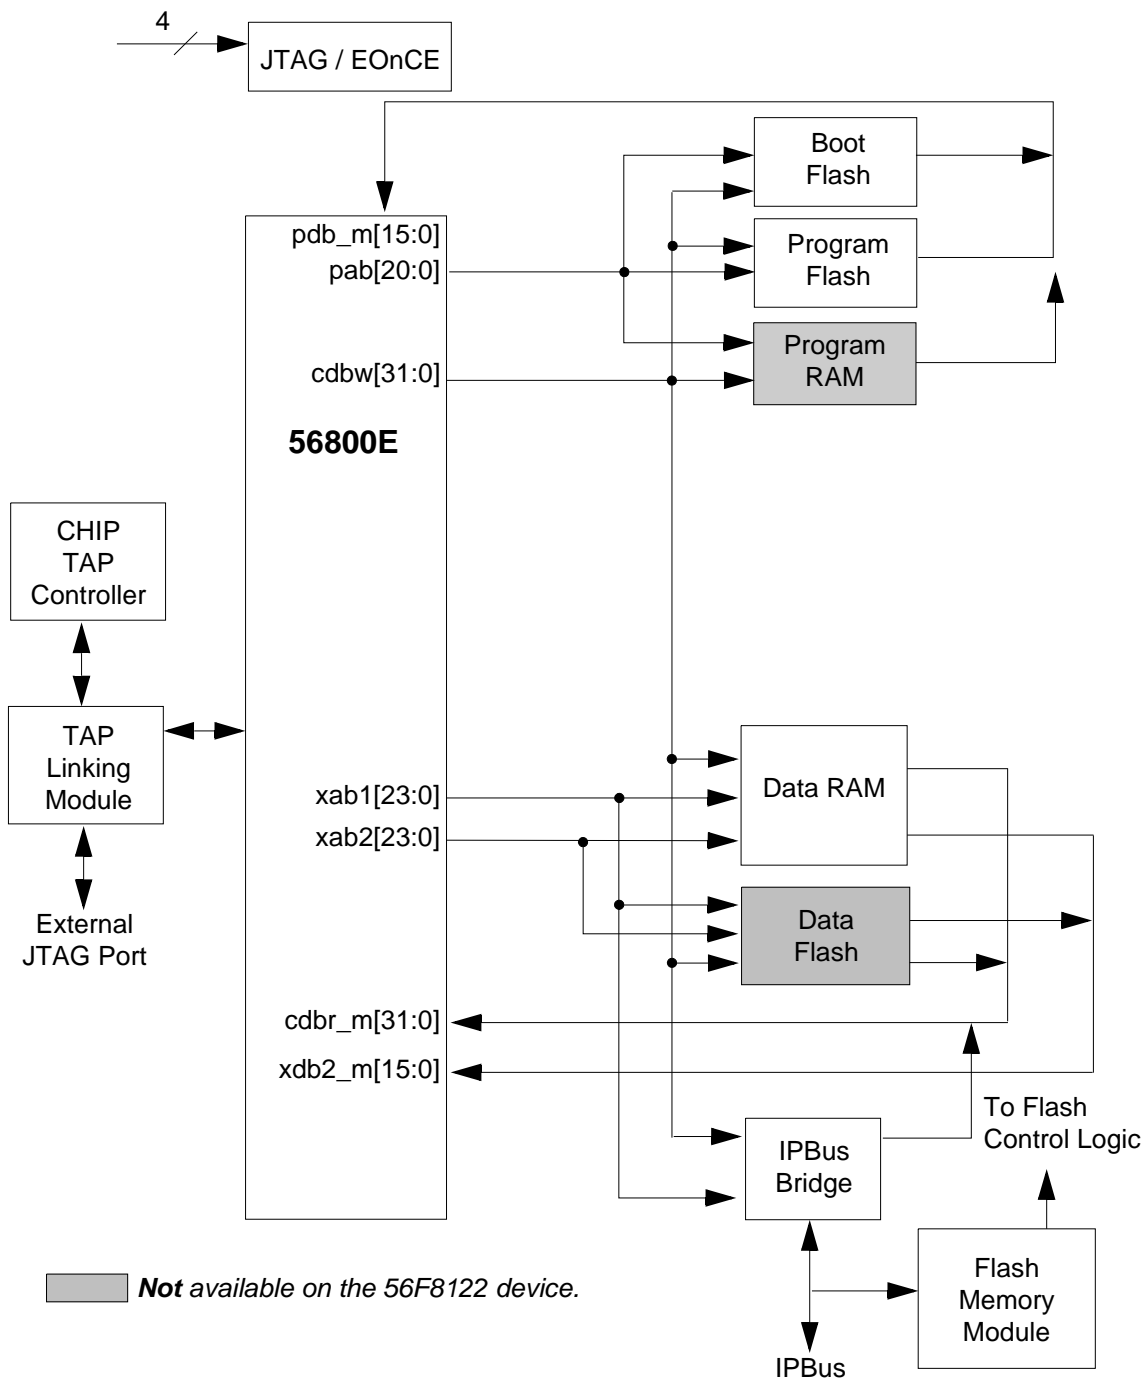 4
JTAG / EOnCE
Boot
Flash
pdb_m[15:0]
pab[20:0]
Program
Flash
cdbw[31:0]
Program
RAM
56800E
CHIP
TAP
Controller
TAP
Linking
Module
External
JTAG Port
xab1[23:0]
xab2[23:0]
Data RAM
Data
Flash
cdbr_m[31:0]
xdb2_m[15:0]
To Flash
Control Logic
IPBus
Bridge
Flash
Memory
Module
IPBus
Not available on the 56F8122 device.